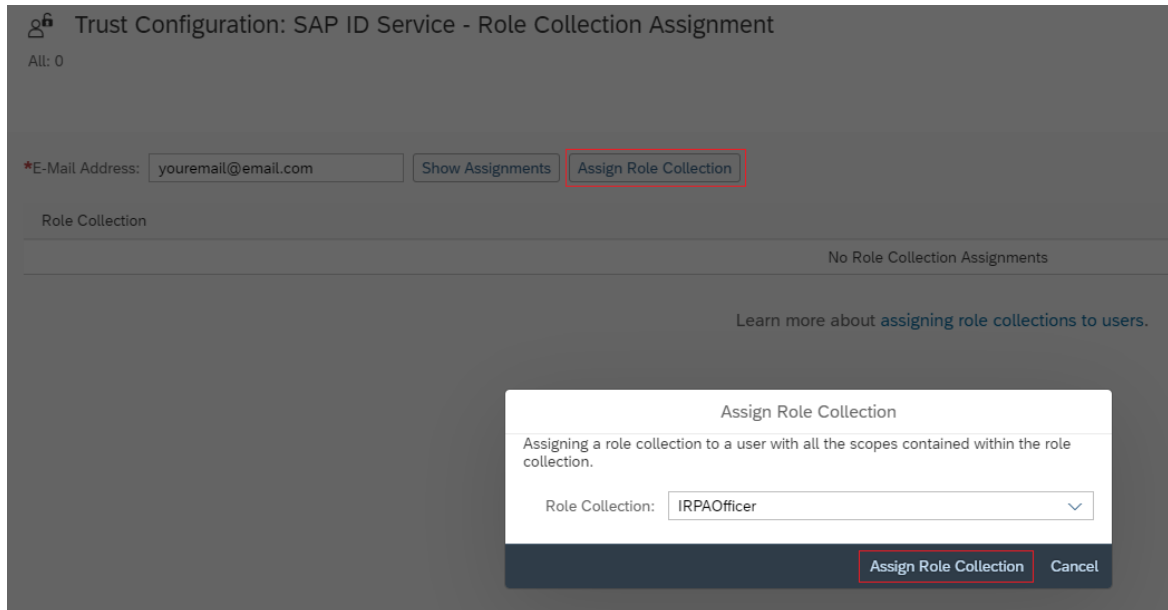 Trust Configuration: SAP ID Service - Role Collection Assignment
All: 0
*E-Mail Address: youremail@email.com Show Assignments Assign Role Collection
Role Collection
No Role Collection Assignments
Learn more about assigning role collections to users.
Assign Role Collection
Assigning a role collection to a user with all the scopes contained within the role
collection.
Role Collection: IRPAOfficer
Assign Role Collection Cancel